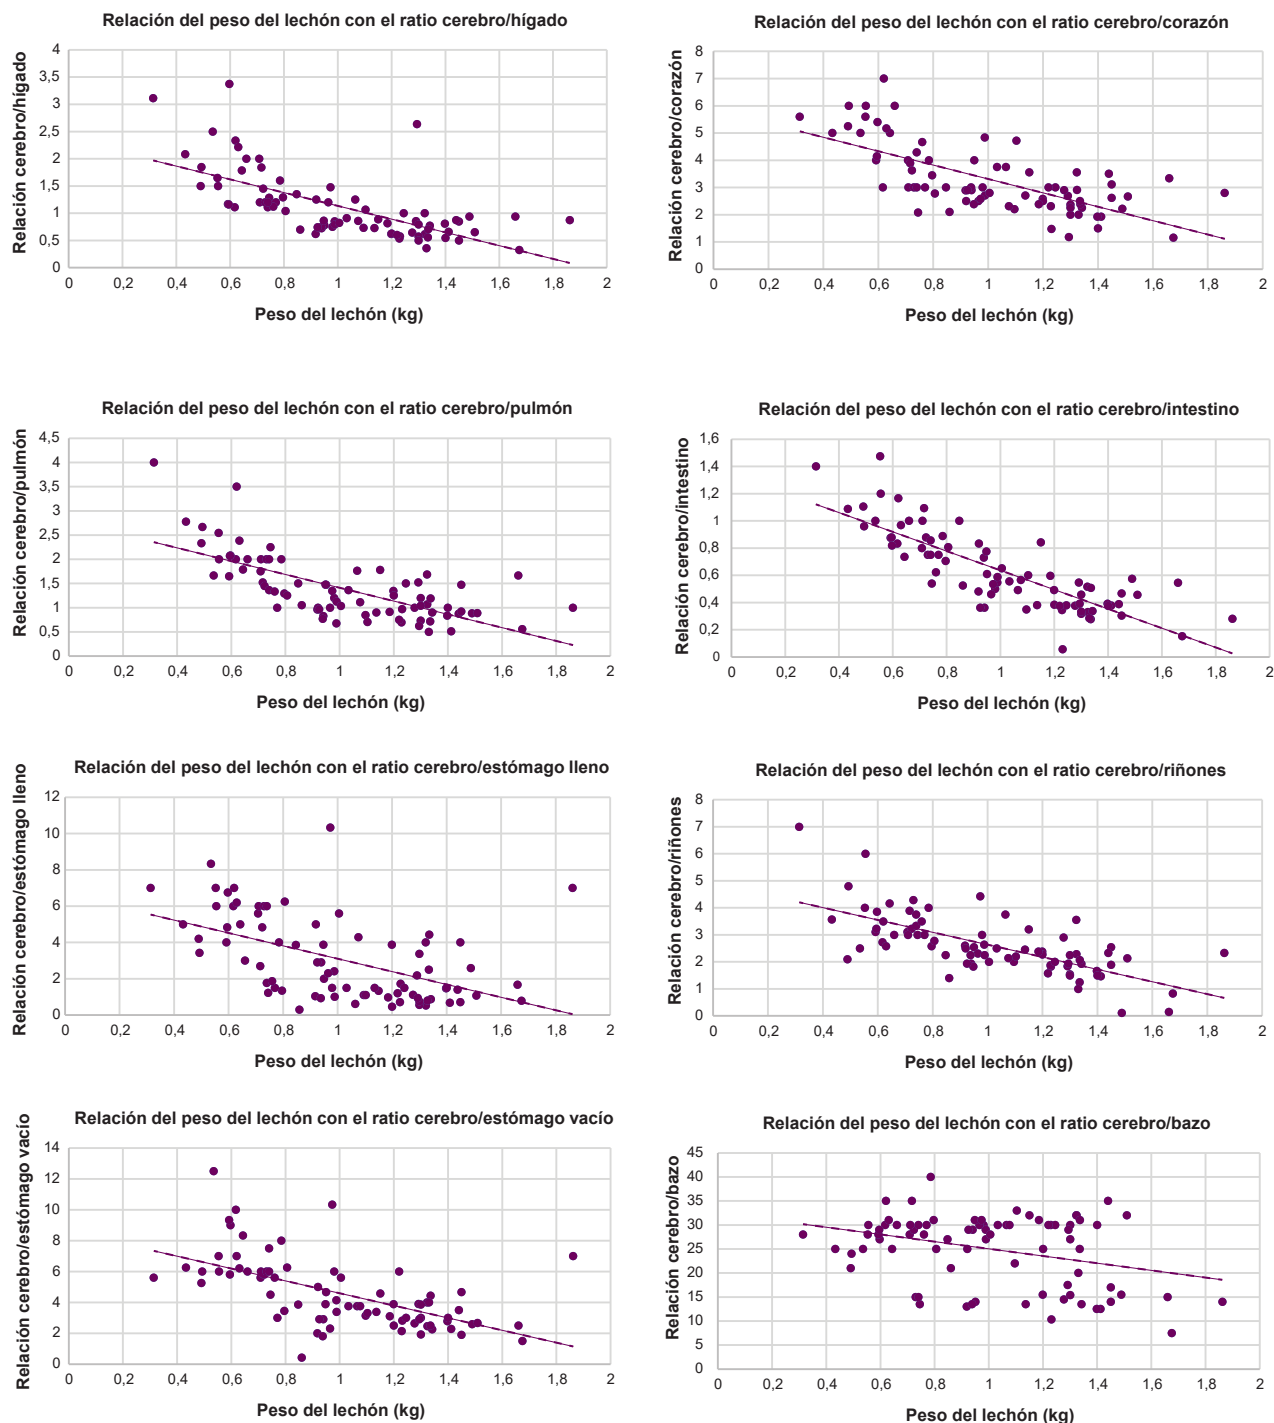 Relación del peso del lechón con el ratio cerebro/hígado
Relación cerebro/hígado
4
3,5
3
2,5
2
1,5
1
0,5
0
0 0,2 0,4 0,6 0,8 1 1,2 1,4 1,6 1,8 2
Peso del lechón (kg)
Relación del peso del lechón con el ratio cerebro/corazón
Relación cerebro/corazón
8
7
6
5
4
3
2
1
0
0 0,2 0,4 0,6 0,8 1 1,2 1,4 1,6 1,8 2
Peso del lechón (kg)
Relación del peso del lechón con el ratio cerebro/pulmón
Relación cerebro/pulmón
4,5
4
3,5
3
2,5
2
1,5
1
0,5
0
0 0,2 0,4 0,6 0,8 1 1,2 1,4 1,6 1,8 2
Peso del lechón (kg)
Relación del peso del lechón con el ratio cerebro/intestino
Relación cerebro/intestino
1,6
1,4
1,2
1
0,8
0,6
0,4
0,2
0
0 0,2 0,4 0,6 0,8 1 1,2 1,4 1,6 1,8 2
Peso del lechón (kg)
Relación del peso del lechón con el ratio cerebro/estómago lleno
Relación cerebro/estómago lleno
12
10
8
6
4
2
0
0 0,2 0,4 0,6 0,8 1 1,2 1,4 1,6 1,8 2
Peso del lechón (kg)
Relación del peso del lechón con el ratio cerebro/riñones
Relación cerebro/riñones
8
7
6
5
4
3
2
1
0
0 0,2 0,4 0,6 0,8 1 1,2 1,4 1,6 1,8 2
Peso del lechón (kg)
Relación del peso del lechón con el ratio cerebro/estómago vacío
Relación cerebro/estómago vacío
14
12
10
8
6
4
2
0
0 0,2 0,4 0,6 0,8 1 1,2 1,4 1,6 1,8 2
Peso del lechón (kg)
Relación del peso del lechón con el ratio cerebro/bazo
Relación cerebro/bazo
45
40
35
30
25
20
15
10
5
0
0 0,2 0,4 0,6 0,8 1 1,2 1,4 1,6 1,8 2
Peso del lechón (kg)